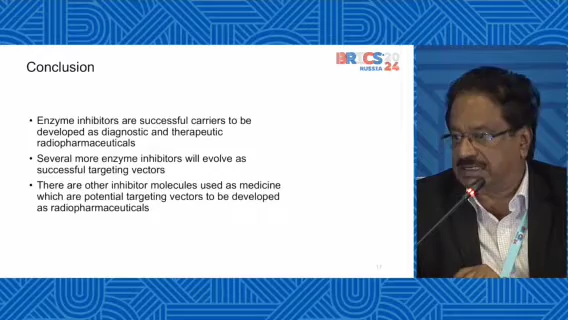 Conclusion
BRICS 20
RUSSIA 24
• Enzyme inhibitors are successful carriers to be
developed as diagnostic and therapeutic
radiopharmaceuticals
• Several more enzyme inhibitors will evolve as
successful targeting vectors
• There are other inhibitor molecules used as medicine
which are potential targeting vectors to be developed
as radiopharmaceuticals